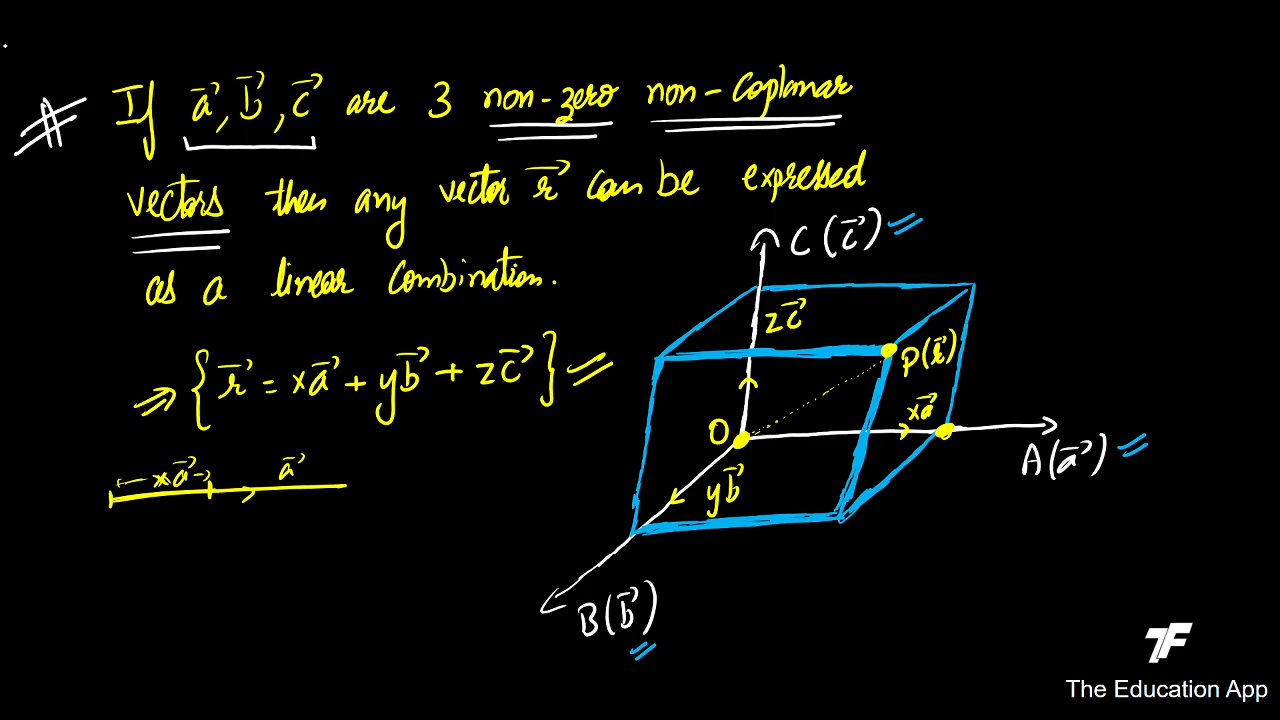 If a⃗, b⃗, c⃗ are 3 non-zero non-coplanar
vectors then any vector r⃗ can be expressed
as a linear combination.
⇒ { r⃗ = xa⃗ + yb⃗ + zc⃗ }
xa⃗ a⃗
C (c⃗)
zc⃗
P(r⃗)
xa⃗
O
A(a⃗)
yb⃗
B(b⃗)
TF
The Education App